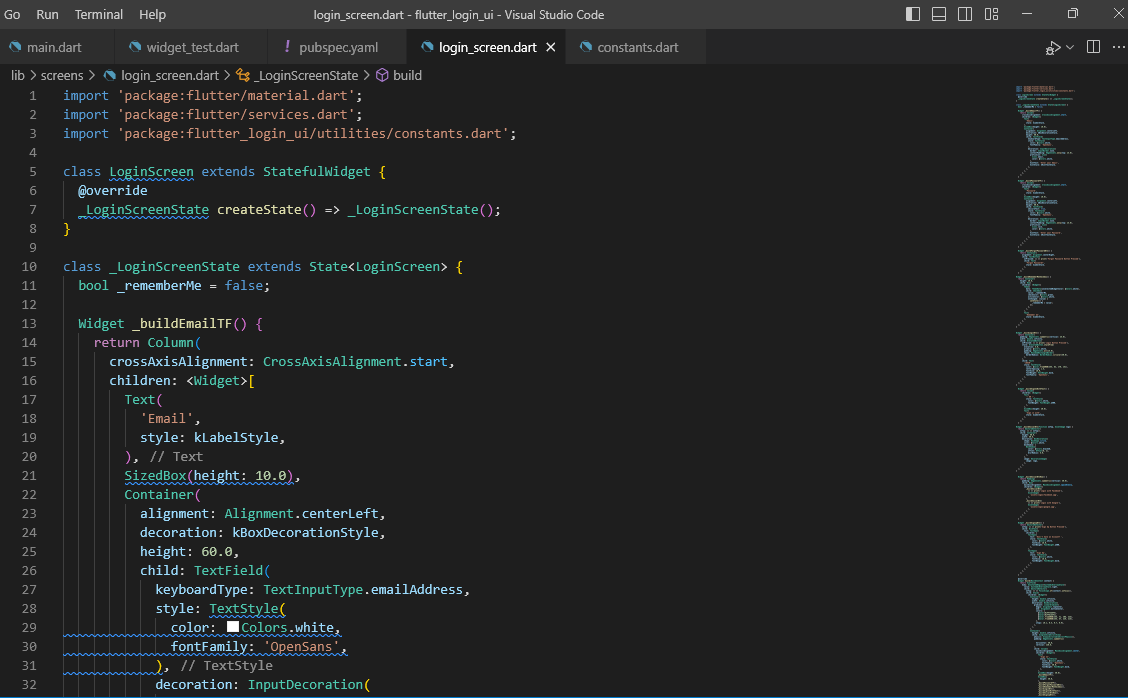 Go Run Terminal Help login_screen.dart - flutter_login_ui - Visual Studio Code
main.dart widget_test.dart ! pubspec.yaml login_screen.dart constants.dart
lib > screens > login_screen.dart > _LoginScreenState > build
1 import 'package:flutter/material.dart';
2 import 'package:flutter/services.dart';
3 import 'package:flutter_login_ui/utilities/constants.dart';
4
5 class LoginScreen extends StatefulWidget {
6 @override
7 _LoginScreenState createState() => _LoginScreenState();
8 }
9
10 class _LoginScreenState extends State<LoginScreen> {
11 bool _rememberMe = false;
12
13 Widget _buildEmailTF() {
14 return Column(
15 crossAxisAlignment: CrossAxisAlignment.start,
16 children: <Widget>[
17 Text(
18 'Email',
19 style: kLabelStyle,
20 ), // Text
21 SizedBox(height: 10.0),
22 Container(
23 alignment: Alignment.centerLeft,
24 decoration: kBoxDecorationStyle,
25 height: 60.0,
26 child: TextField(
27 keyboardType: TextInputType.emailAddress,
28 style: TextStyle(
29 color: Colors.white,
30 fontFamily: 'OpenSans',
31 ), // TextStyle
32 decoration: InputDecoration(